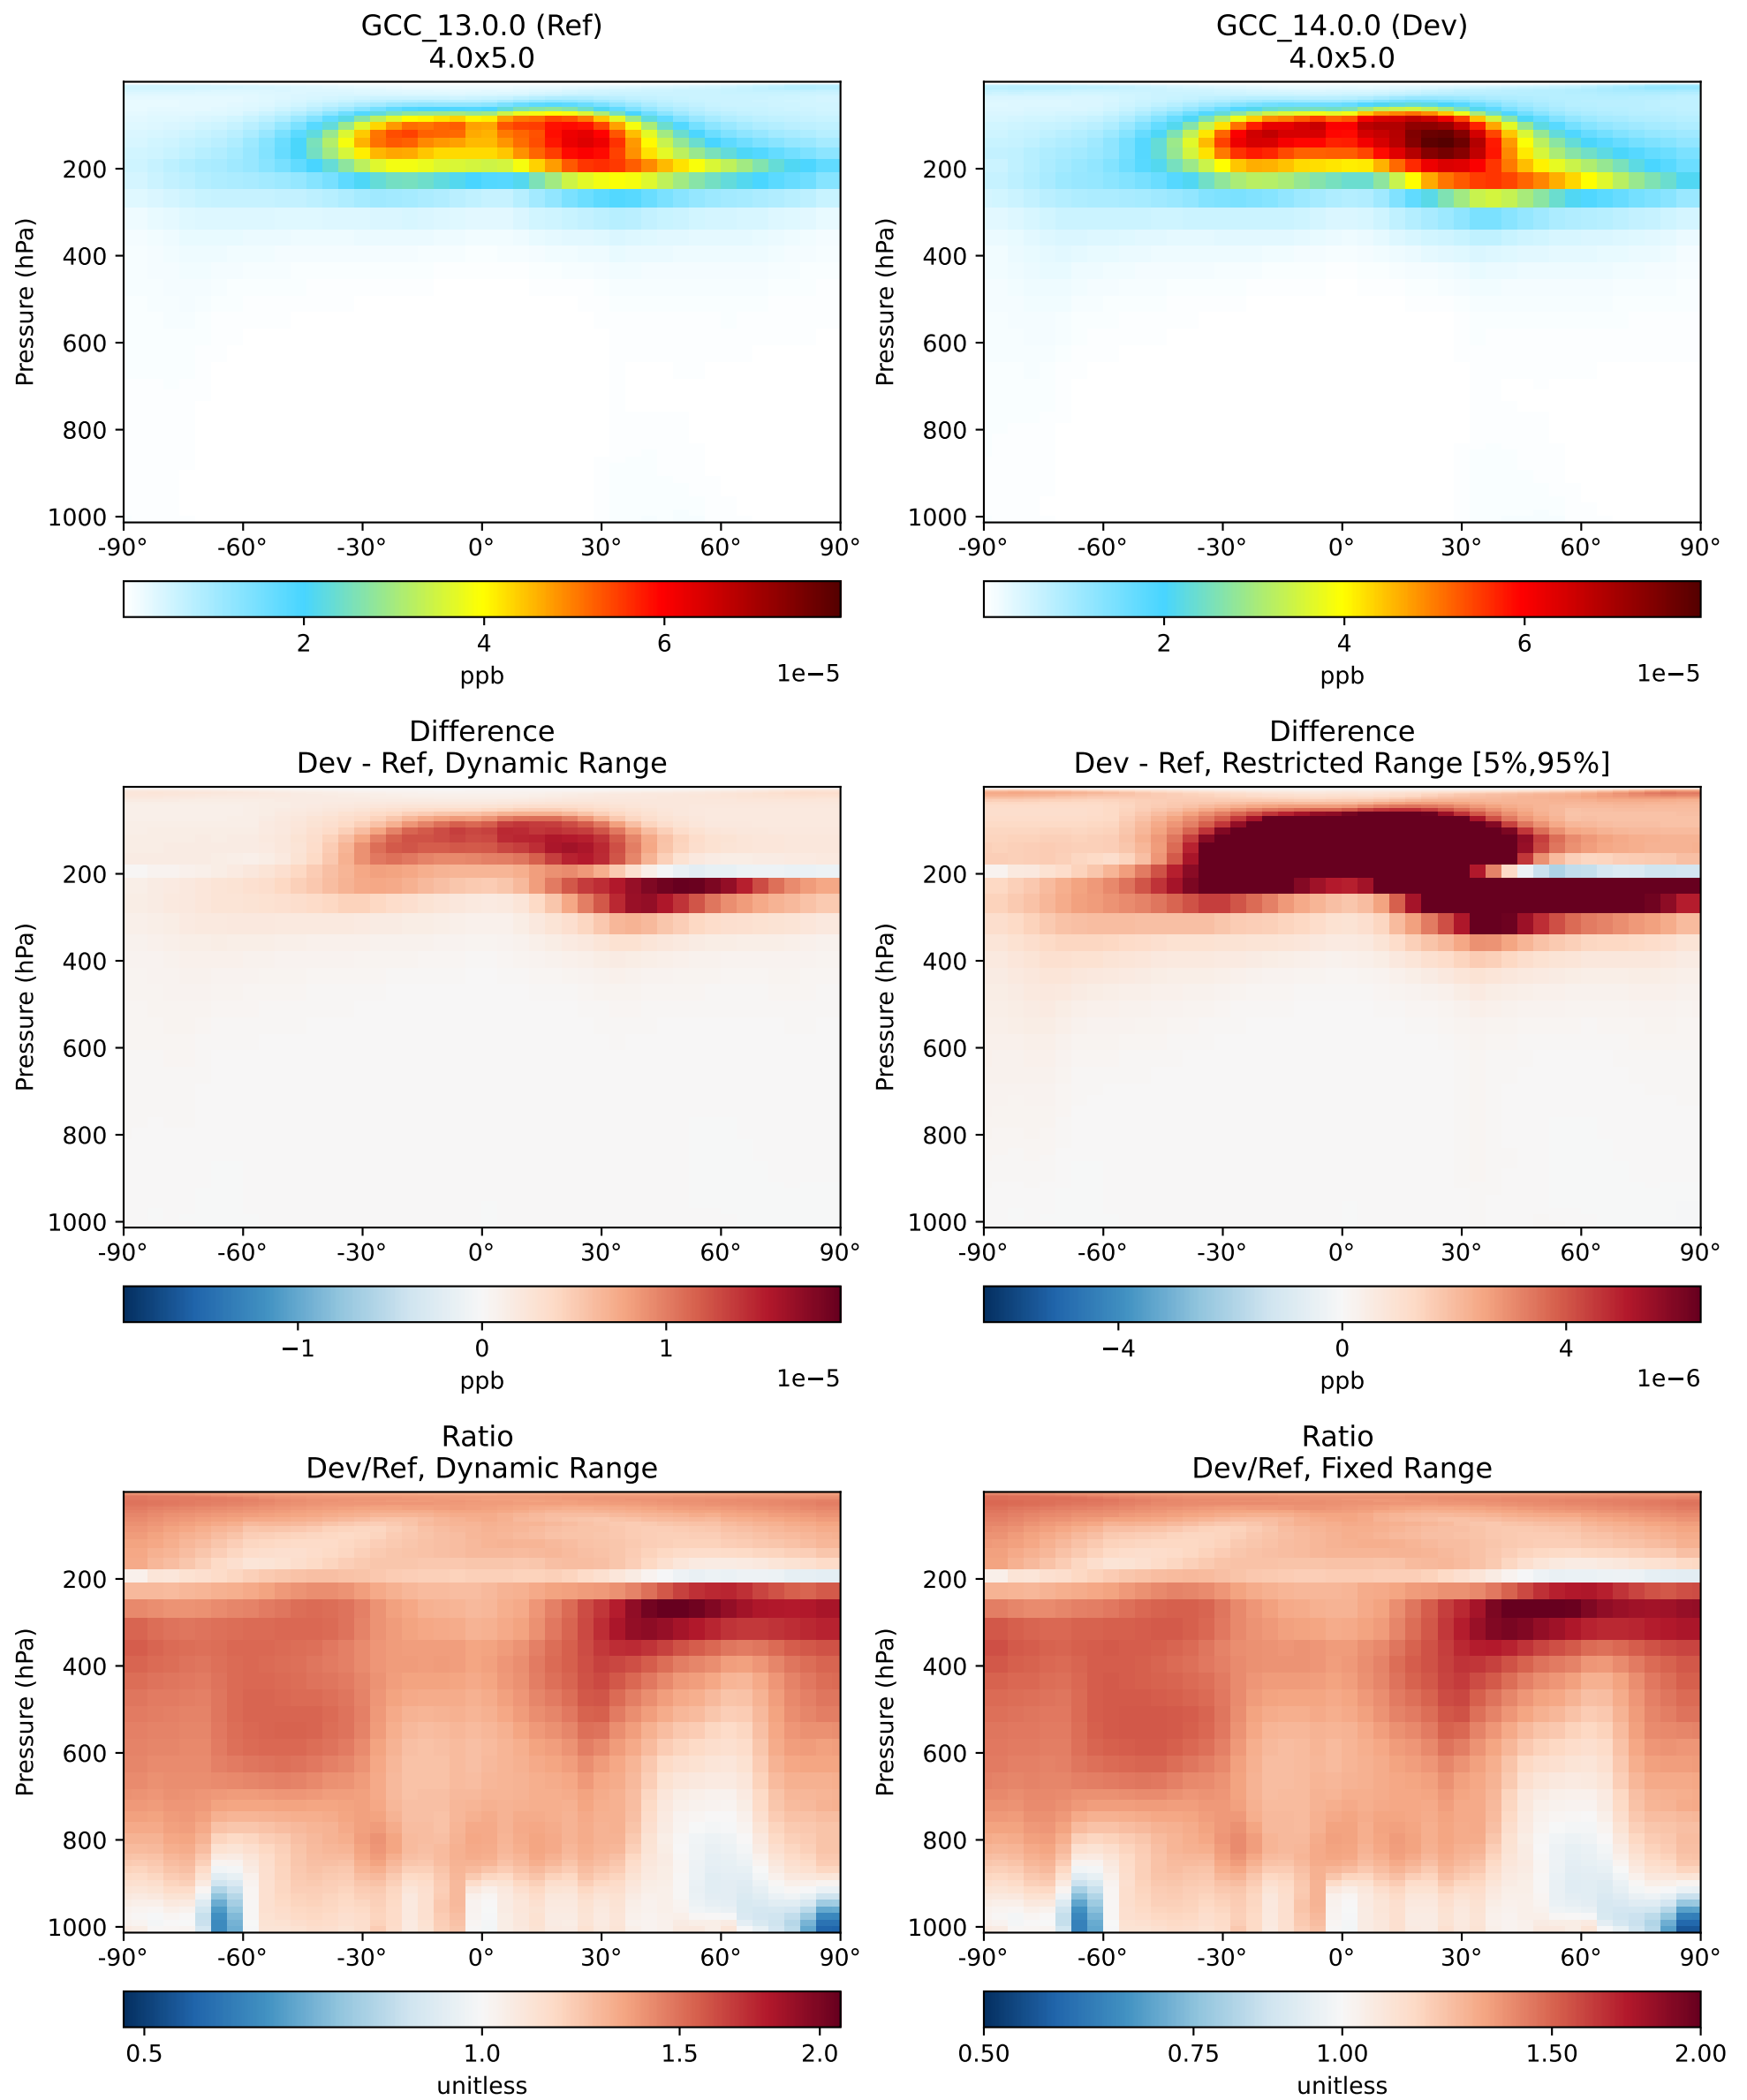 GCC_13.0.0 (Ref)
4.0x5.0
Pressure (hPa)
200
400
600
800
1000
-90° -60° -30° 0° 30° 60° 90°
2 4 6
ppb 1e−5
GCC_14.0.0 (Dev)
4.0x5.0
Pressure (hPa)
200
400
600
800
1000
-90° -60° -30° 0° 30° 60° 90°
2 4 6
ppb 1e−5
Difference
Dev - Ref, Dynamic Range
Pressure (hPa)
200
400
600
800
1000
-90° -60° -30° 0° 30° 60° 90°
−1 0 1
ppb 1e−5
Difference
Dev - Ref, Restricted Range [5%,95%]
Pressure (hPa)
200
400
600
800
1000
-90° -60° -30° 0° 30° 60° 90°
−4 0 4
ppb 1e−6
Ratio
Dev/Ref, Dynamic Range
Pressure (hPa)
200
400
600
800
1000
-90° -60° -30° 0° 30° 60° 90°
0.5 1.0 1.5 2.0
unitless
Ratio
Dev/Ref, Fixed Range
Pressure (hPa)
200
400
600
800
1000
-90° -60° -30° 0° 30° 60° 90°
0.50 0.75 1.00 1.50 2.00
unitless